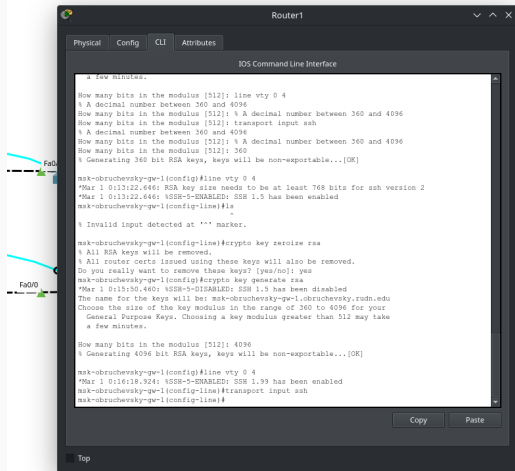 Router1
Physical Config CLI Attributes
IOS Command Line Interface
a few minutes.
How many bits in the modulus [512]: line vty 0 4
% A decimal number between 360 and 4096
How many bits in the modulus [512]: % A decimal number between 360 and 4096
How many bits in the modulus [512]: transport input ssh
% A decimal number between 360 and 4096
How many bits in the modulus [512]: % A decimal number between 360 and 4096
How many bits in the modulus [512]: 360
% Generating 360 bit RSA keys, keys will be non-exportable...[OK]
msk-obruchevsky-gw-1(config)#line vty 0 4
*Mar 1 0:13:22.646: RSA key size needs to be at least 768 bits for ssh version 2
*Mar 1 0:13:22.646: %SSH-5-ENABLED: SSH 1.5 has been enabled
msk-obruchevsky-gw-1(config-line)#ls
^
% Invalid input detected at '^' marker.
msk-obruchevsky-gw-1(config-line)#crypto key zeroize rsa
% All RSA keys will be removed.
% All router certs issued using these keys will also be removed.
Do you really want to remove these keys? [yes/no]: yes
msk-obruchevsky-gw-1(config)#crypto key generate rsa
*Mar 1 0:15:50.460: %SSH-5-DISABLED: SSH 1.5 has been disabled
The name for the keys will be: msk-obruchevsky-gw-1.obruchevsky.rudn.edu
Choose the size of the key modulus in the range of 360 to 4096 for your
General Purpose Keys. Choosing a key modulus greater than 512 may take
a few minutes.
How many bits in the modulus [512]: 4096
% Generating 4096 bit RSA keys, keys will be non-exportable...[OK]
msk-obruchevsky-gw-1(config)#line vty 0 4
*Mar 1 0:16:18.924: %SSH-5-ENABLED: SSH 1.99 has been enabled
msk-obruchevsky-gw-1(config-line)#transport input ssh
msk-obruchevsky-gw-1(config-line)#
Copy Paste
Top
Fa0/0